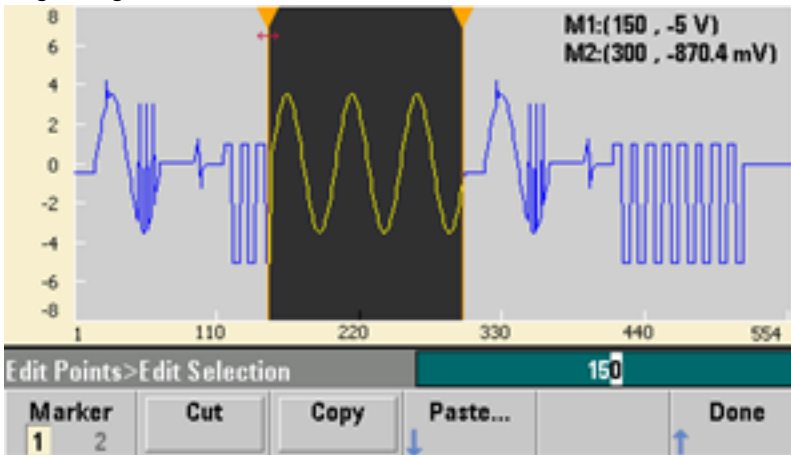 M1:(150 , -5 V)
M2:(300 , -870.4 mV)
8
6
4
2
0
-2
-4
-6
-8
1 110 220 330 440 554
Edit Points>Edit Selection 150
Marker Cut Copy Paste... Done
1 2